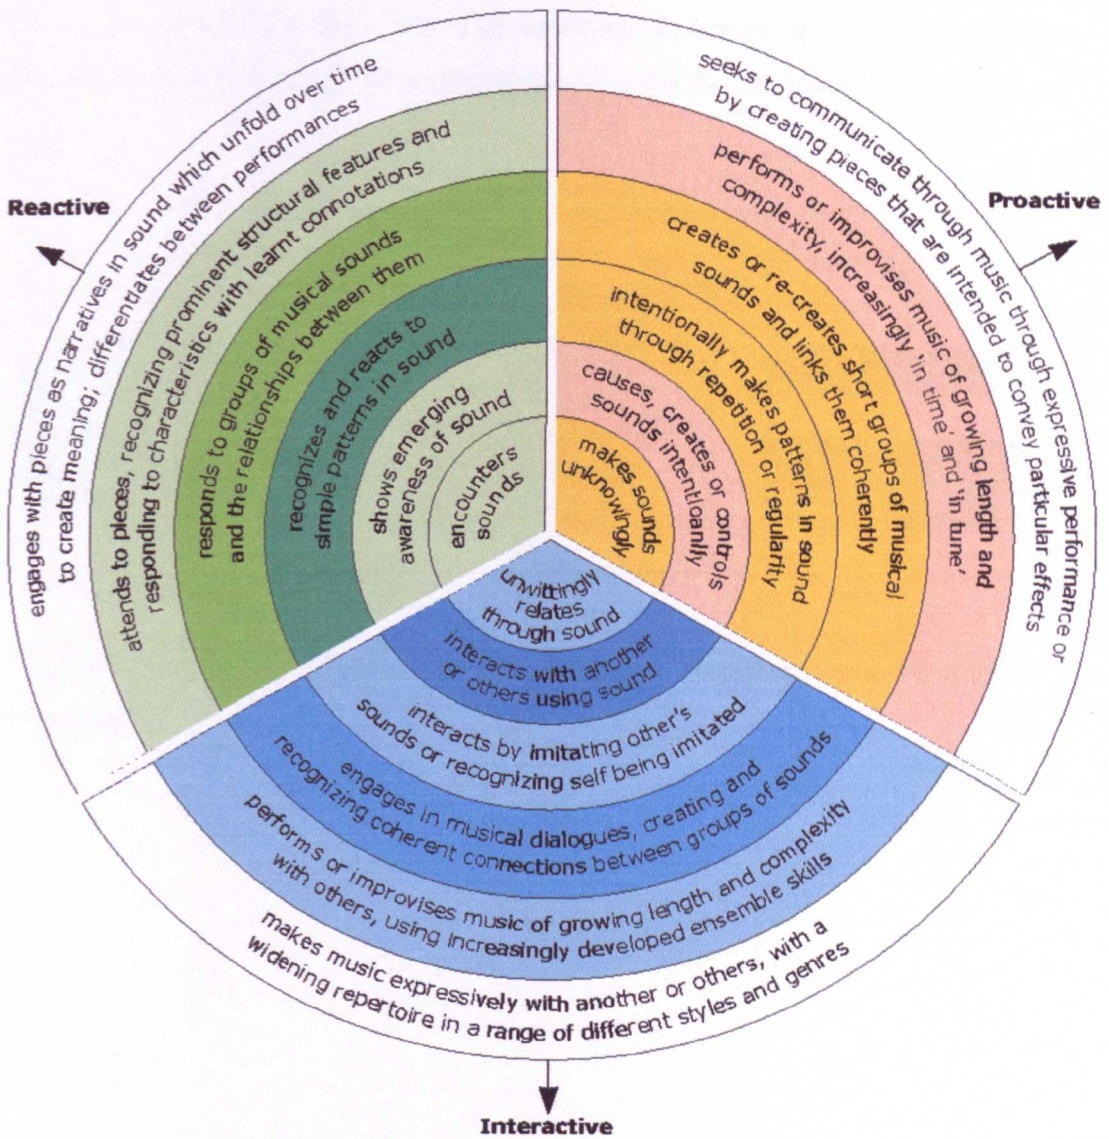 Reactive
engages with pieces as narratives in sound which unfold over time
to create meaning; differentiates between performances
attends to pieces, recognizing prominent structural features and
responding to characteristics with learnt connotations
responds to groups of musical sounds
and the relationships between them
recognizes and reacts to
simple patterns in sound
shows emerging
awareness of sound
encounters
sounds
Proactive
seeks to communicate through music through expressive performance or
by creating pieces that are intended to convey particular effects
performs or improvises music of growing length and
complexity, increasingly 'in time' and 'in tune'
creates or re-creates short groups of musical
sounds and links them coherently
intentionally makes patterns in sound
through repetition or regularity
causes, creates or controls
sounds intentioanlly
makes sounds
unknowingly
unwittingly
relates
through sound
interacts with another
or others using sound
interacts by imitating other's
sounds or recognizing self being imitated
engages in musical dialogues, creating and
recognizing coherent connections between groups of sounds
performs or improvises music of growing length and complexity
with others, using increasingly developed ensemble skills
makes music expressively with another or others, with a
widening repertoire in a range of different styles and genres
Interactive